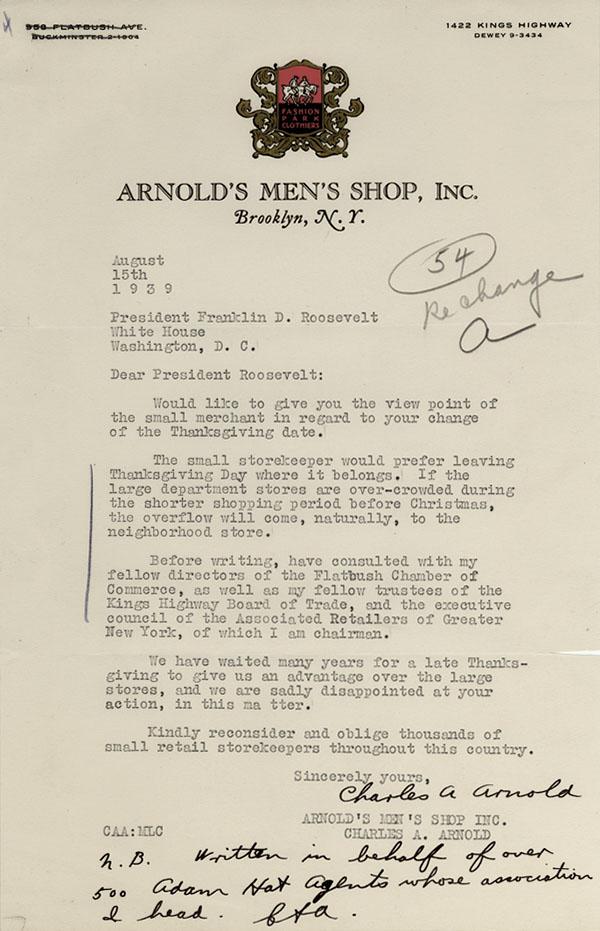 958 FLATBUSH AVE.
BUCKMINSTER 2-1804
1422 KINGS HIGHWAY
DEWEY 9-3434
FASHION
PARK
CLOTHIERS
ARNOLD'S MEN'S SHOP, INC.
Brooklyn, N. Y.
54
Re change
A
August
15th
1 9 3 9
President Franklin D. Roosevelt
White House
Washington, D. C.
Dear President Roosevelt:
Would like to give you the view point of
the small merchant in regard to your change
of the Thanksgiving date.
The small storekeeper would prefer leaving
Thanksgiving Day where it belongs. If the
large department stores are over-crowded during
the shorter shopping period before Christmas,
the overflow will come, naturally, to the
neighborhood store.
Before writing, have consulted with my
fellow directors of the Flatbush Chamber of
Commerce, as well as my fellow trustees of the
Kings Highway Board of Trade, and the executive
council of the Associated Retailers of Greater
New York, of which I am chairman.
We have waited many years for a late Thanks-
giving to give us an advantage over the large
stores, and we are sadly disappointed at your
action, in this ma tter.
Kindly reconsider and oblige thousands of
small retail storekeepers throughout this country.
Sincerely yours,
Charles A Arnold
ARNOLD'S MEN'S SHOP INC.
CHARLES A. ARNOLD
CAA:MLC
N.B. Written in behalf of over
500 Adam Hat Agents whose association
I head. CAA.